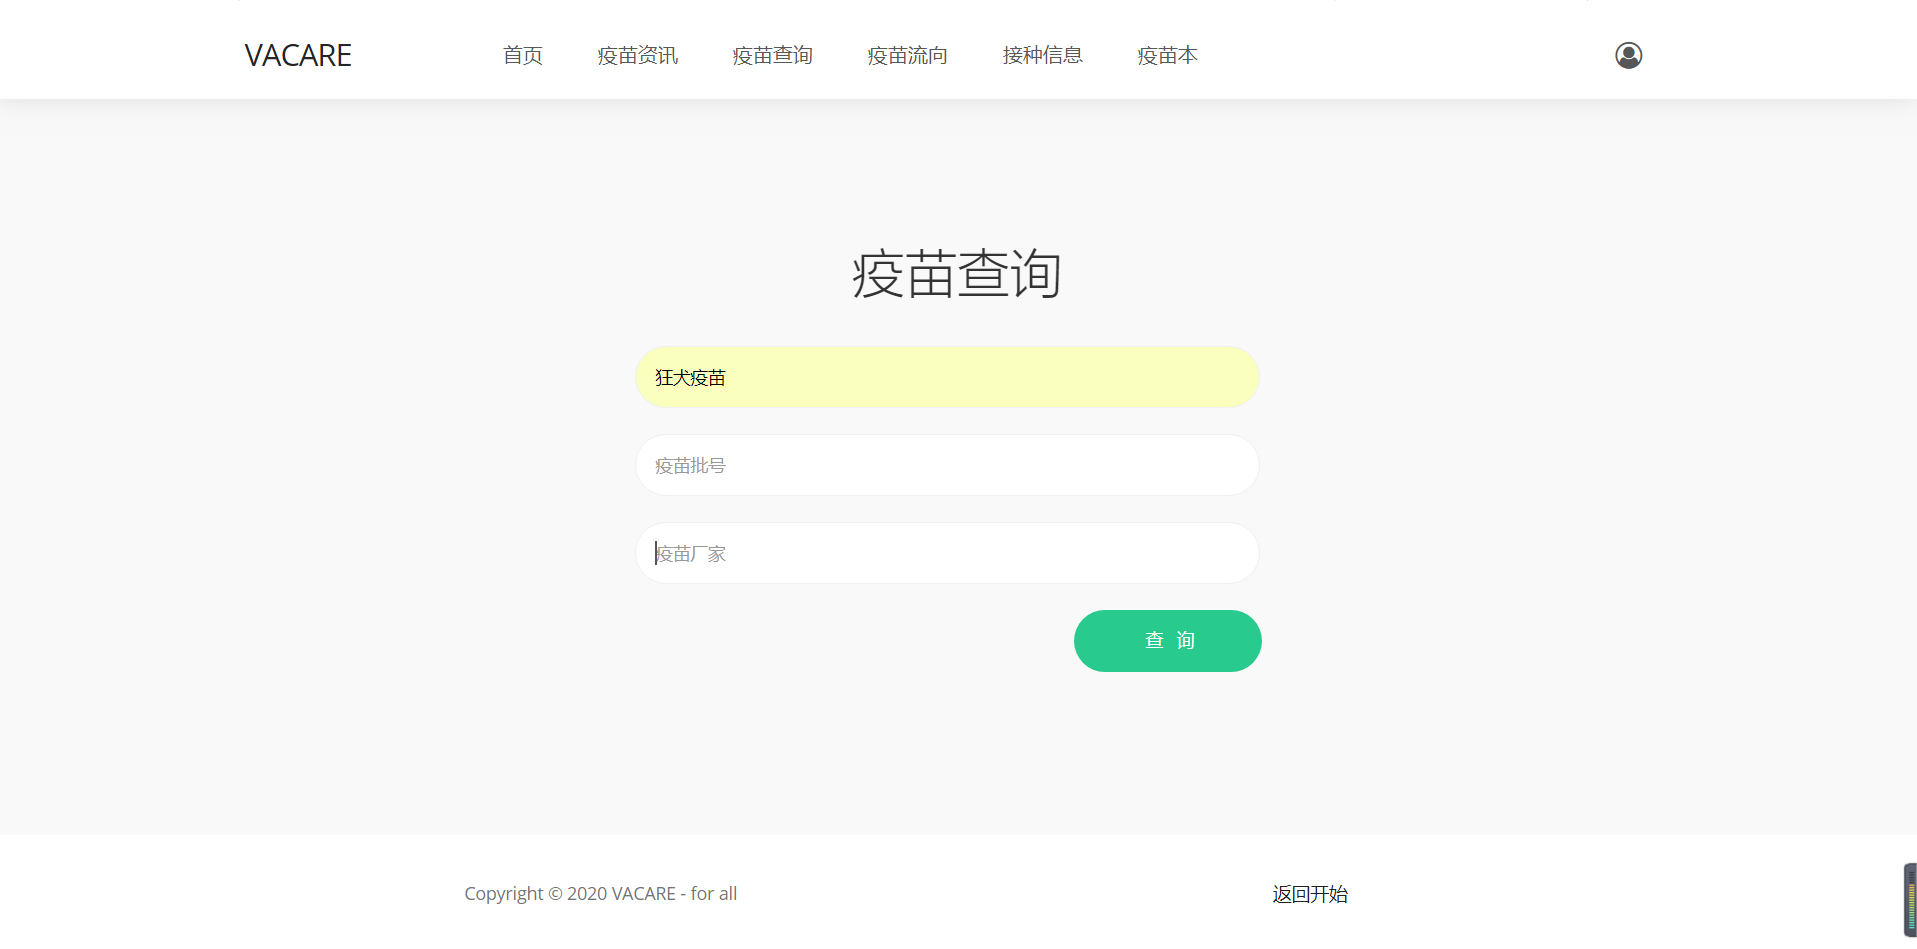 VACARE 首页 疫苗资讯 疫苗查询 疫苗流向 接种信息 疫苗本
疫苗查询
狂犬疫苗
疫苗批号
疫苗厂家
查 询
Copyright © 2020 VACARE - for all 返回开始